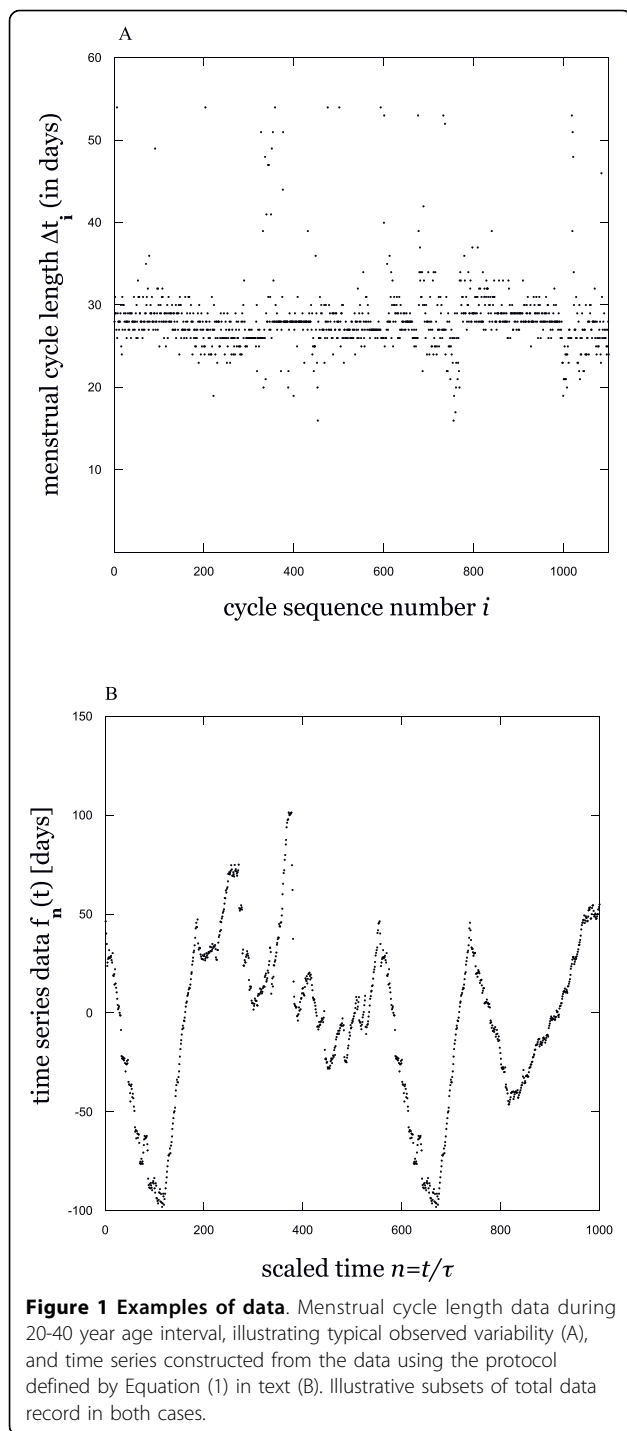 A
60
50
40
30
20
10
menstrual cycle length Δt_i (in days)
0 200 400 600 800 1000
cycle sequence number i
B
150
100
50
0
-50
-100
time series data f_n(t) [days]
0 200 400 600 800 1000
scaled time n=t/τ
Figure 1 Examples of data. Menstrual cycle length data during
20-40 year age interval, illustrating typical observed variability (A),
and time series constructed from the data using the protocol
defined by Equation (1) in text (B). Illustrative subsets of total data
record in both cases.